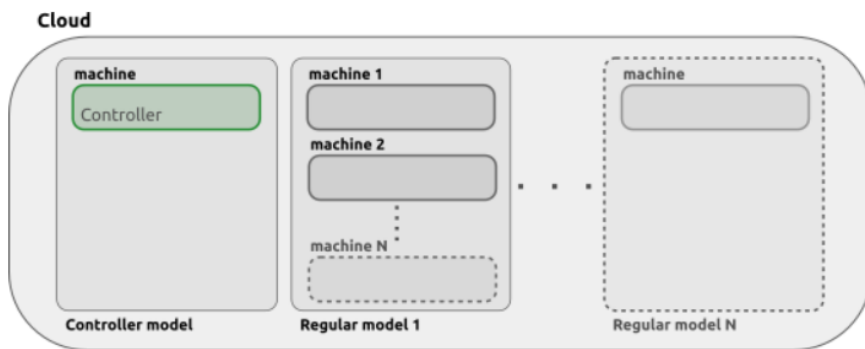 Cloud
machine
Controller
Controller model
machine 1
machine 2
machine N
Regular model 1
machine
Regular model N